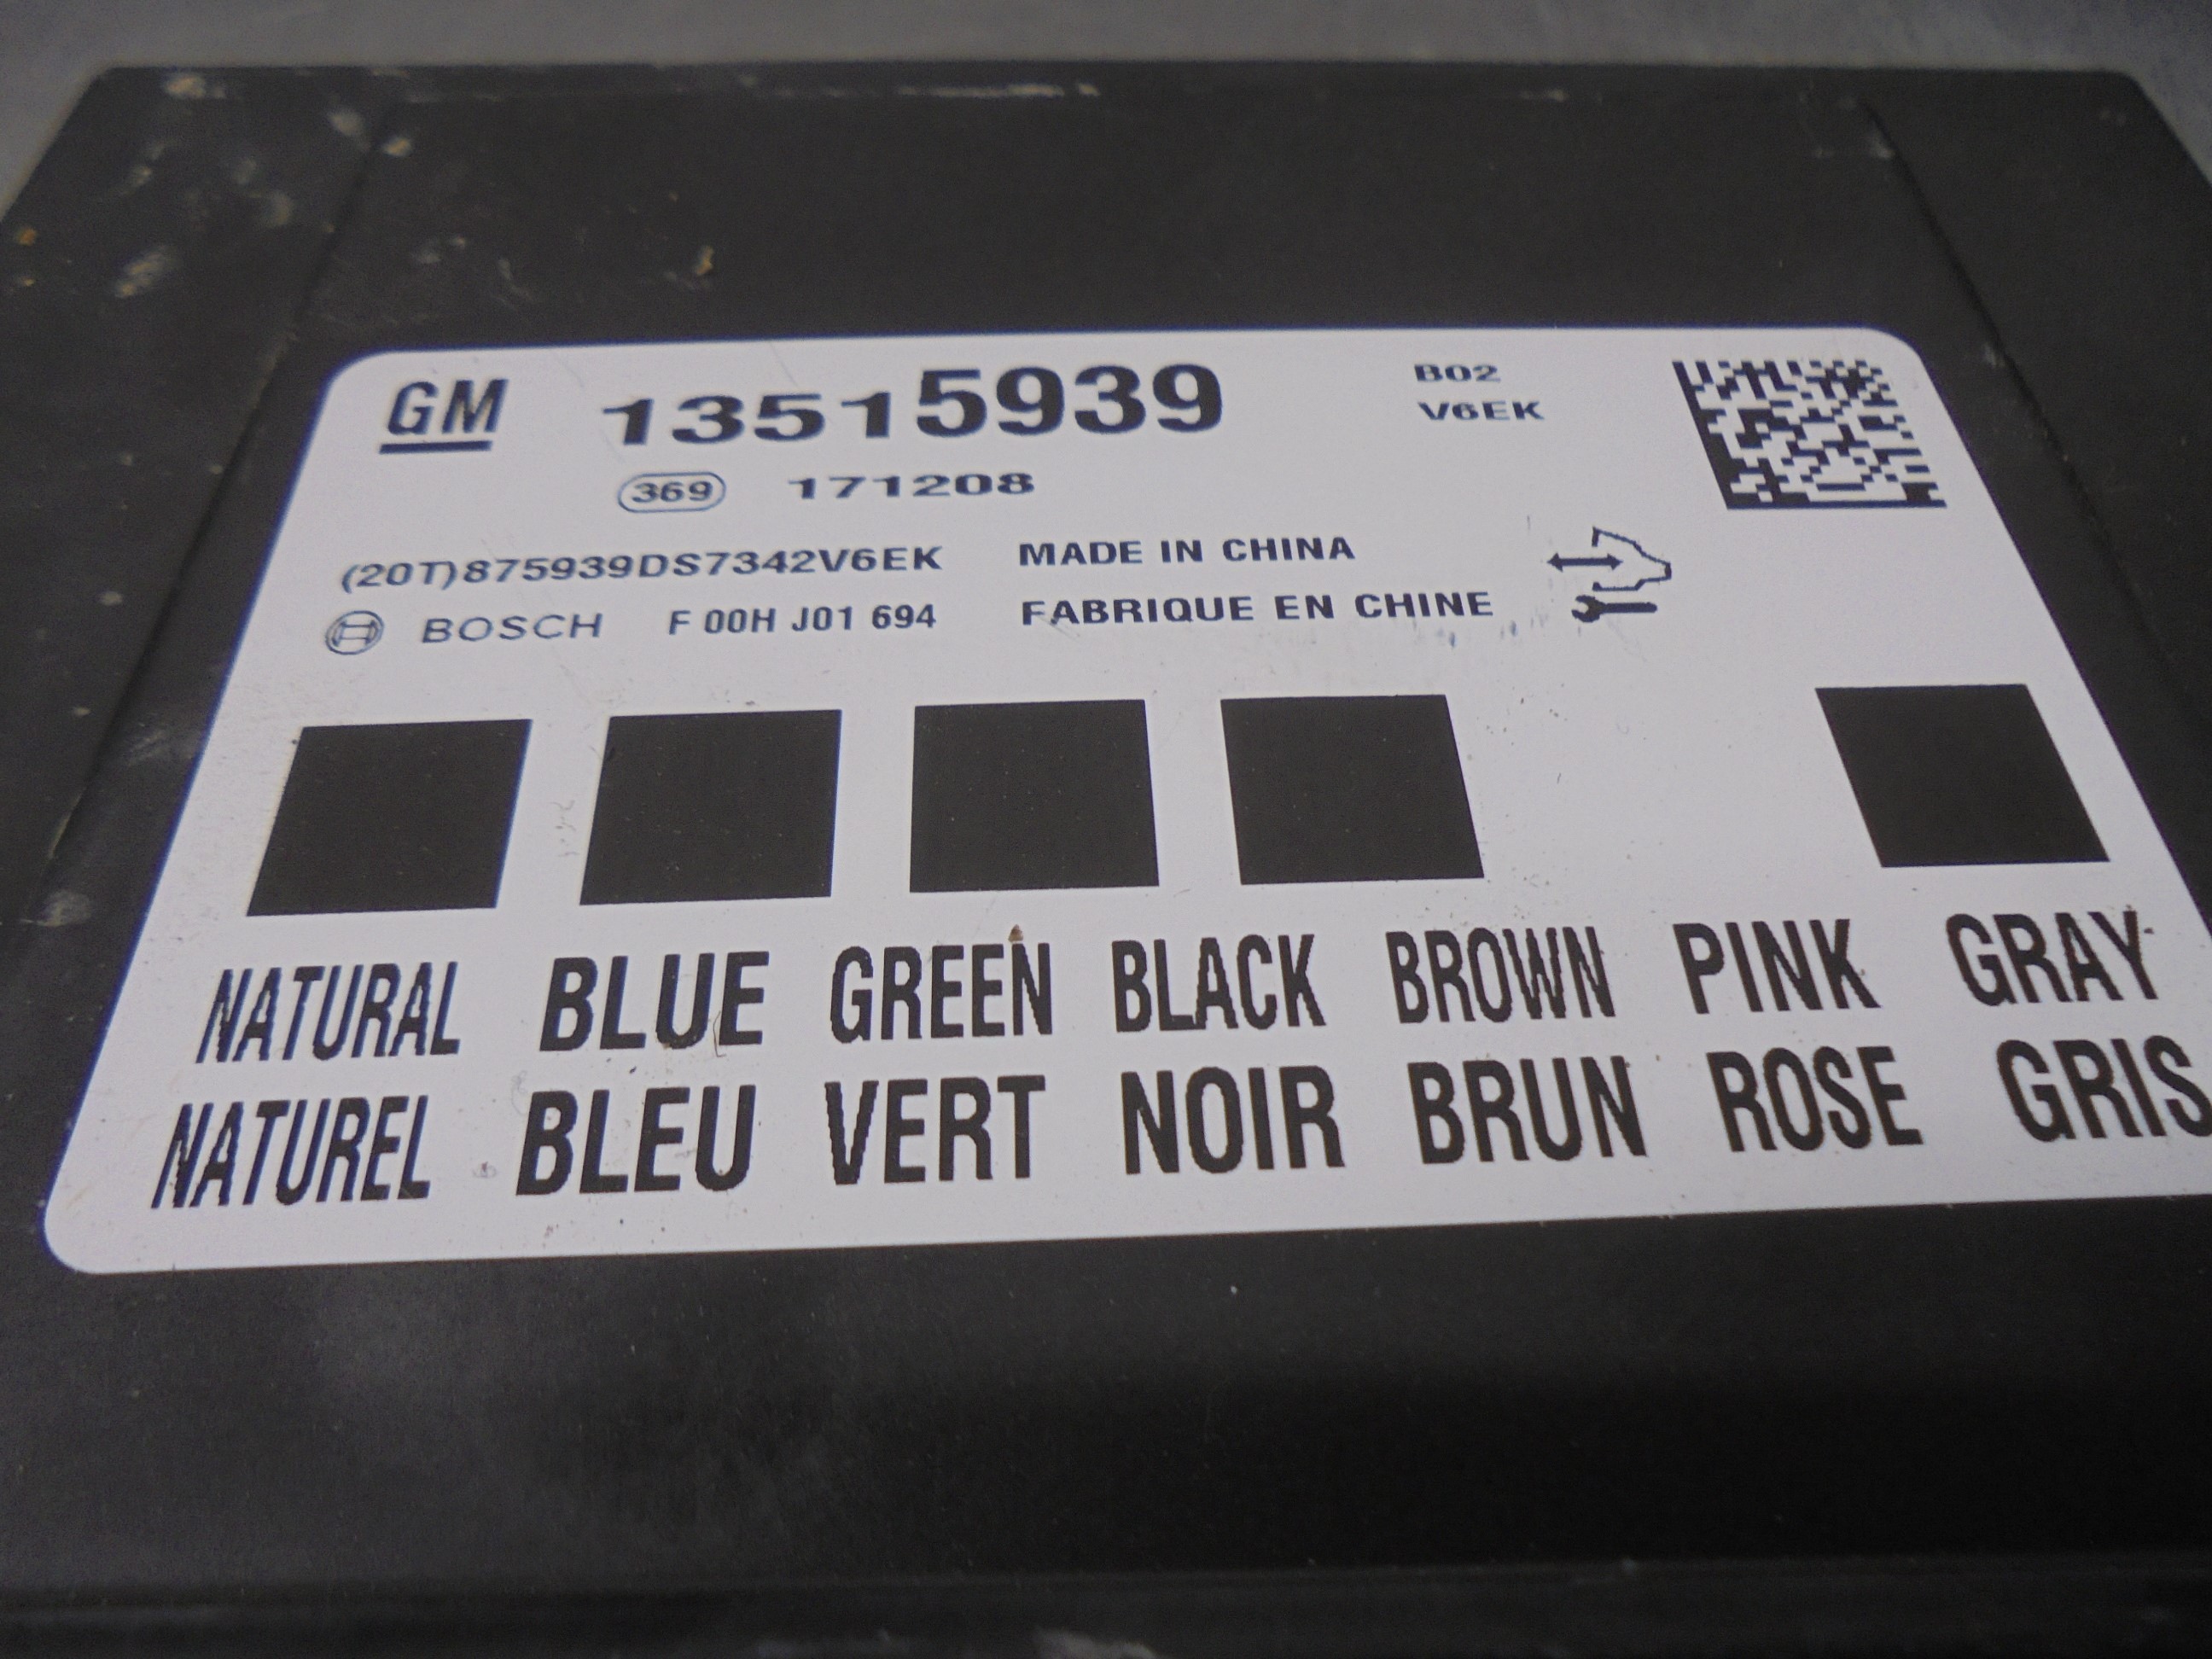 GM 13515939 B02
V6EK
369 171208
(20T)875939DS7342V6EK MADE IN CHINA
BOSCH F 00H J01 694 FABRIQUE EN CHINE
NATURAL BLUE GREEN BLACK BROWN PINK GRAY
NATUREL BLEU VERT NOIR BRUN ROSE GRIS